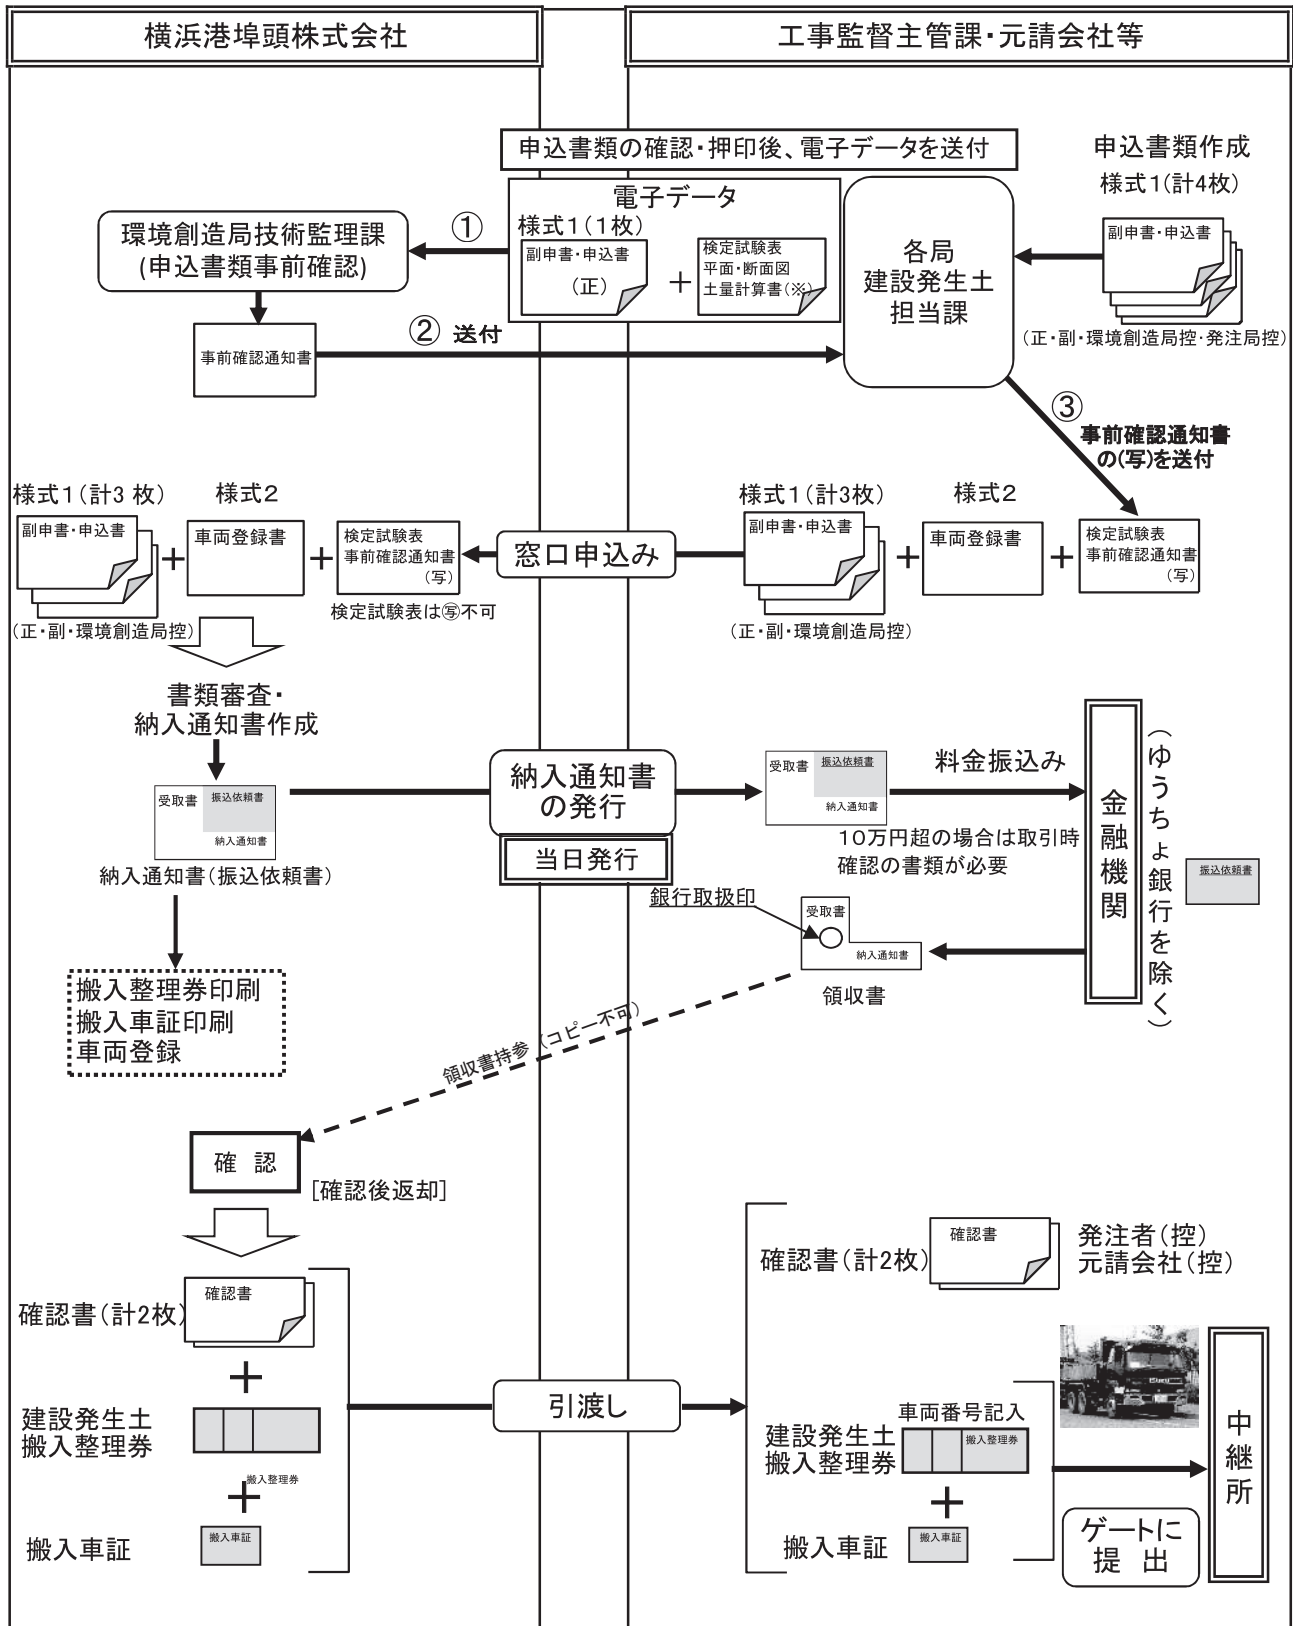 横浜港埠頭株式会社
工事監督主管課・元請会社等
申込書類の確認・押印後、電子データを送付
申込書類作成
様式1(計4枚)
副申書・申込書
(正・副・環境創造局控・発注局控)
電子データ
様式1(1枚)
副申書・申込書
(正)
+
検定試験表
平面・断面図
土量計算書(※)
各局
建設発生土
担当課
①
環境創造局技術監理課
(申込書類事前確認)
事前確認通知書
② 送付
③
事前確認通知書
の(写)を送付
様式1(計3 枚)
副申書・申込書
(正・副・環境創造局控)
+
様式2
車両登録書
+
検定試験表
事前確認通知書
(写)
検定試験表は㊢不可
窓口申込み
様式1(計3枚)
副申書・申込書
(正・副・環境創造局控)
+
様式2
車両登録書
+
検定試験表
事前確認通知書
(写)
書類審査・
納入通知書作成
受取書
振込依頼書
納入通知書
納入通知書(振込依頼書)
納入通知書
の発行
当日発行
受取書
振込依頼書
納入通知書
料金振込み
10万円超の場合は取引時
確認の書類が必要
金融機関
(ゆうちょ銀行を除く)
振込依頼書
銀行取扱印
受取書
納入通知書
領収書
搬入整理券印刷
搬入車証印刷
車両登録
領収書持参(コピー不可)
確 認
[確認後返却]
確認書(計2枚)
確認書
+
建設発生土
搬入整理券
搬入整理券
+
搬入車証
搬入車証
引渡し
確認書(計2枚)
確認書
発注者(控)
元請会社(控)
車両番号記入
建設発生土
搬入整理券
搬入整理券
+
搬入車証
搬入車証
ゲートに
提 出
中継所